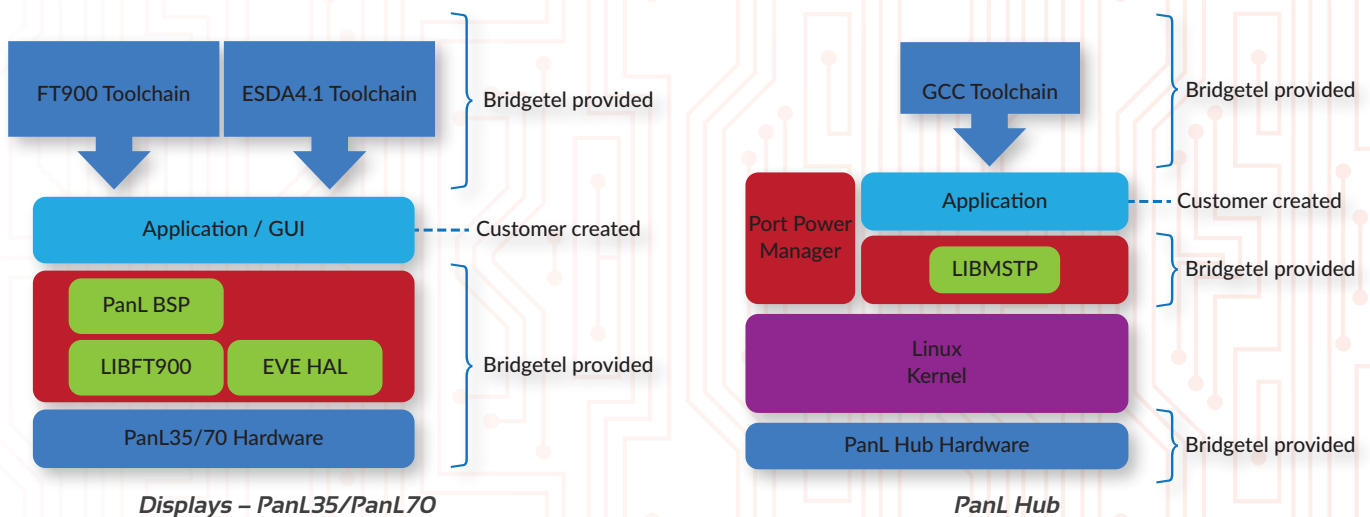 FT900 Toolchain
ESDA4.1 Toolchain
Bridgetel provided
Application / GUI
Customer created
PanL BSP
LIBFT900
EVE HAL
Bridgetel provided
PanL35/70 Hardware
Displays – PanL35/PanL70
GCC Toolchain
Bridgetel provided
Port Power
Manager
Application
Customer created
LIBMSTP
Bridgetel provided
Linux
Kernel
PanL Hub Hardware
Bridgetel provided
PanL Hub